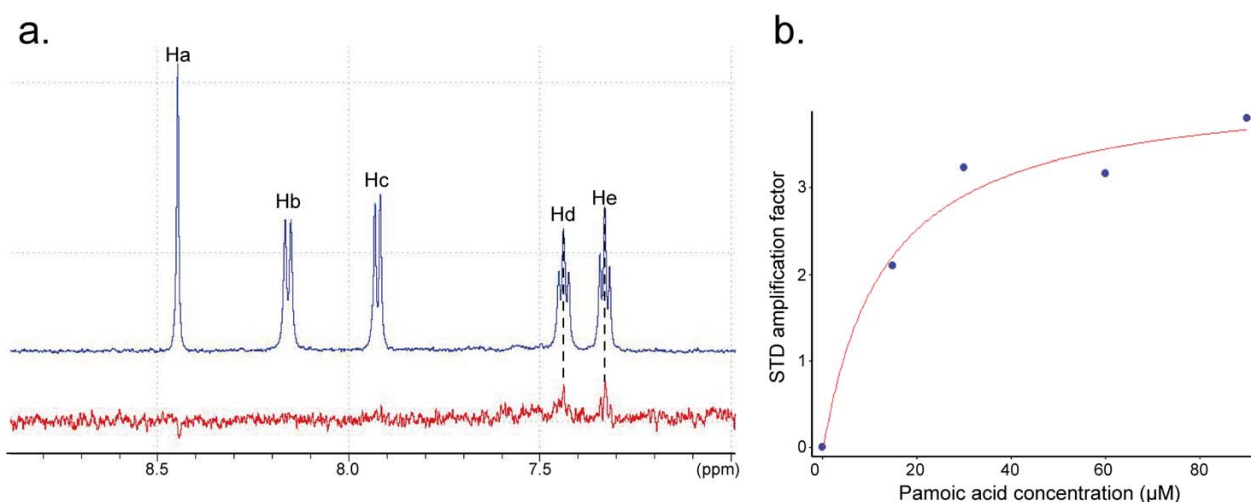 a.
Ha
Hb
Hc
Hd
He
8.5
8.0
7.5
(ppm)
b.
STD amplification factor
3
2
1
0
0
20
40
60
80
Pamoic acid concentration (µM)